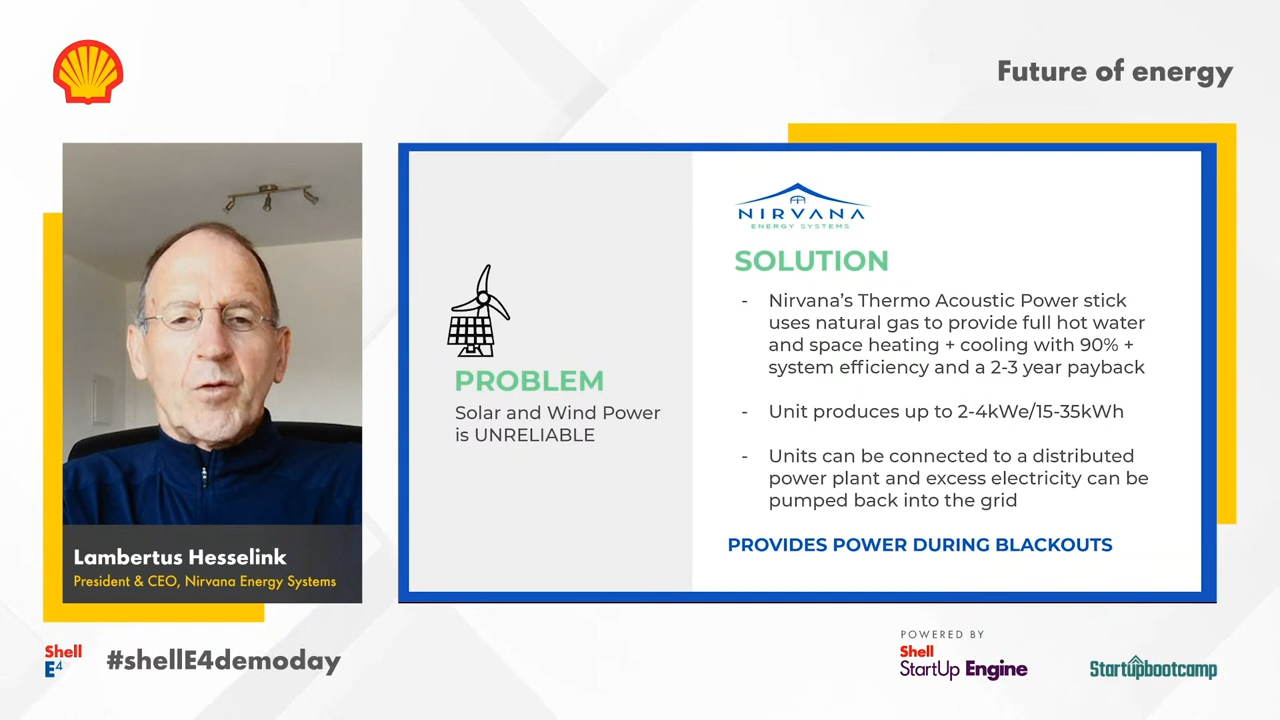 Future of energy
Lambertus Hesselink
President & CEO, Nirvana Energy Systems
PROBLEM
Solar and Wind Power
is UNRELIABLE
NIRVANA
ENERGY SYSTEMS
SOLUTION
- Nirvana’s Thermo Acoustic Power stick
uses natural gas to provide full hot water
and space heating + cooling with 90% +
system efficiency and a 2-3 year payback
- Unit produces up to 2-4kWe/15-35kWh
- Units can be connected to a distributed
power plant and excess electricity can be
pumped back into the grid
PROVIDES POWER DURING BLACKOUTS
Shell
E4
#shellE4demoday
POWERED BY
Shell
StartUp Engine
Startupbootcamp